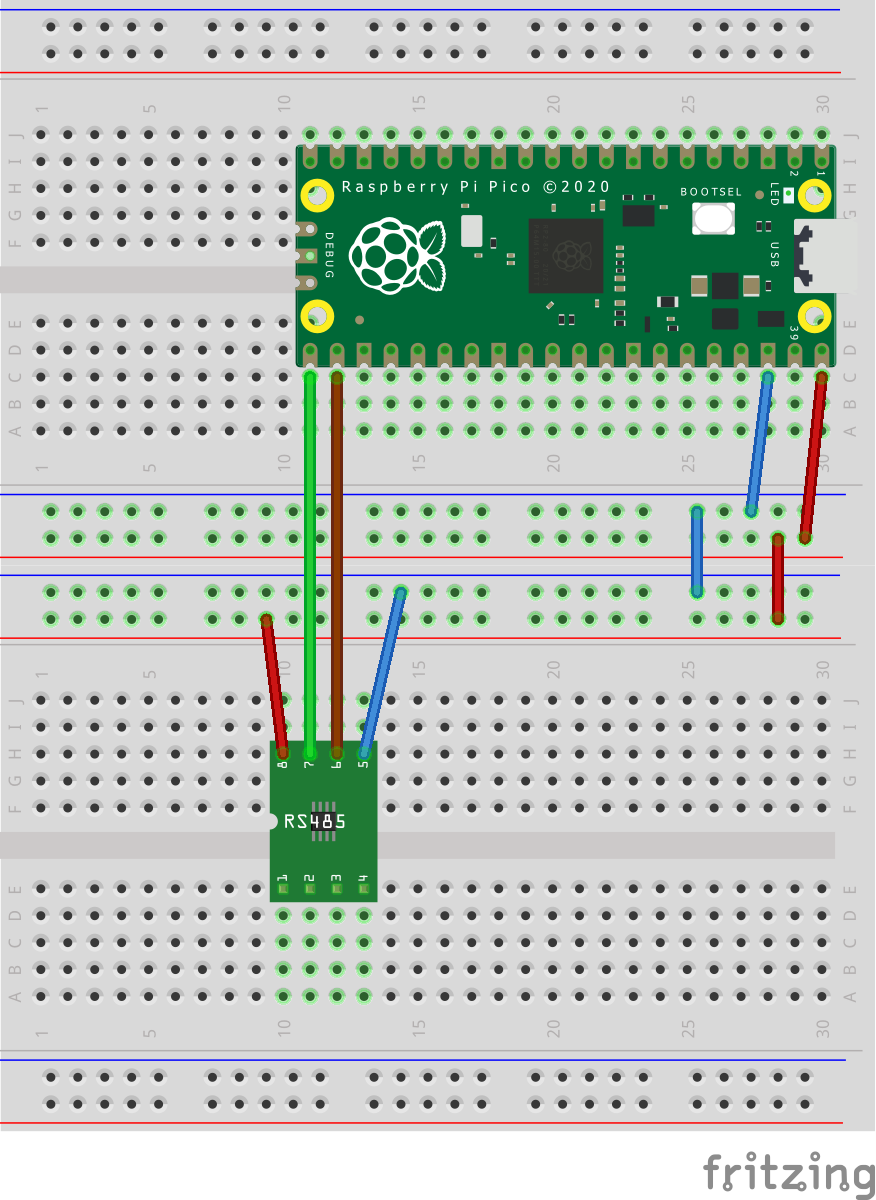 1 5 10 15 20 25 30
J J
I I
H H
G G
F F
2 1
Raspberry Pi Pico ©2020
BOOTSEL
LED
DEBUG
USB
39
E E
D D
C C
B B
A A
1 5 10 15 20 25 30
1 5 10 15 20 25 30
J J
I I
H H
G G
F F
8 7 6 5
RS485
1 2 3 4
E E
D D
C C
B B
A A
1 5 10 15 20 25 30
fritzing